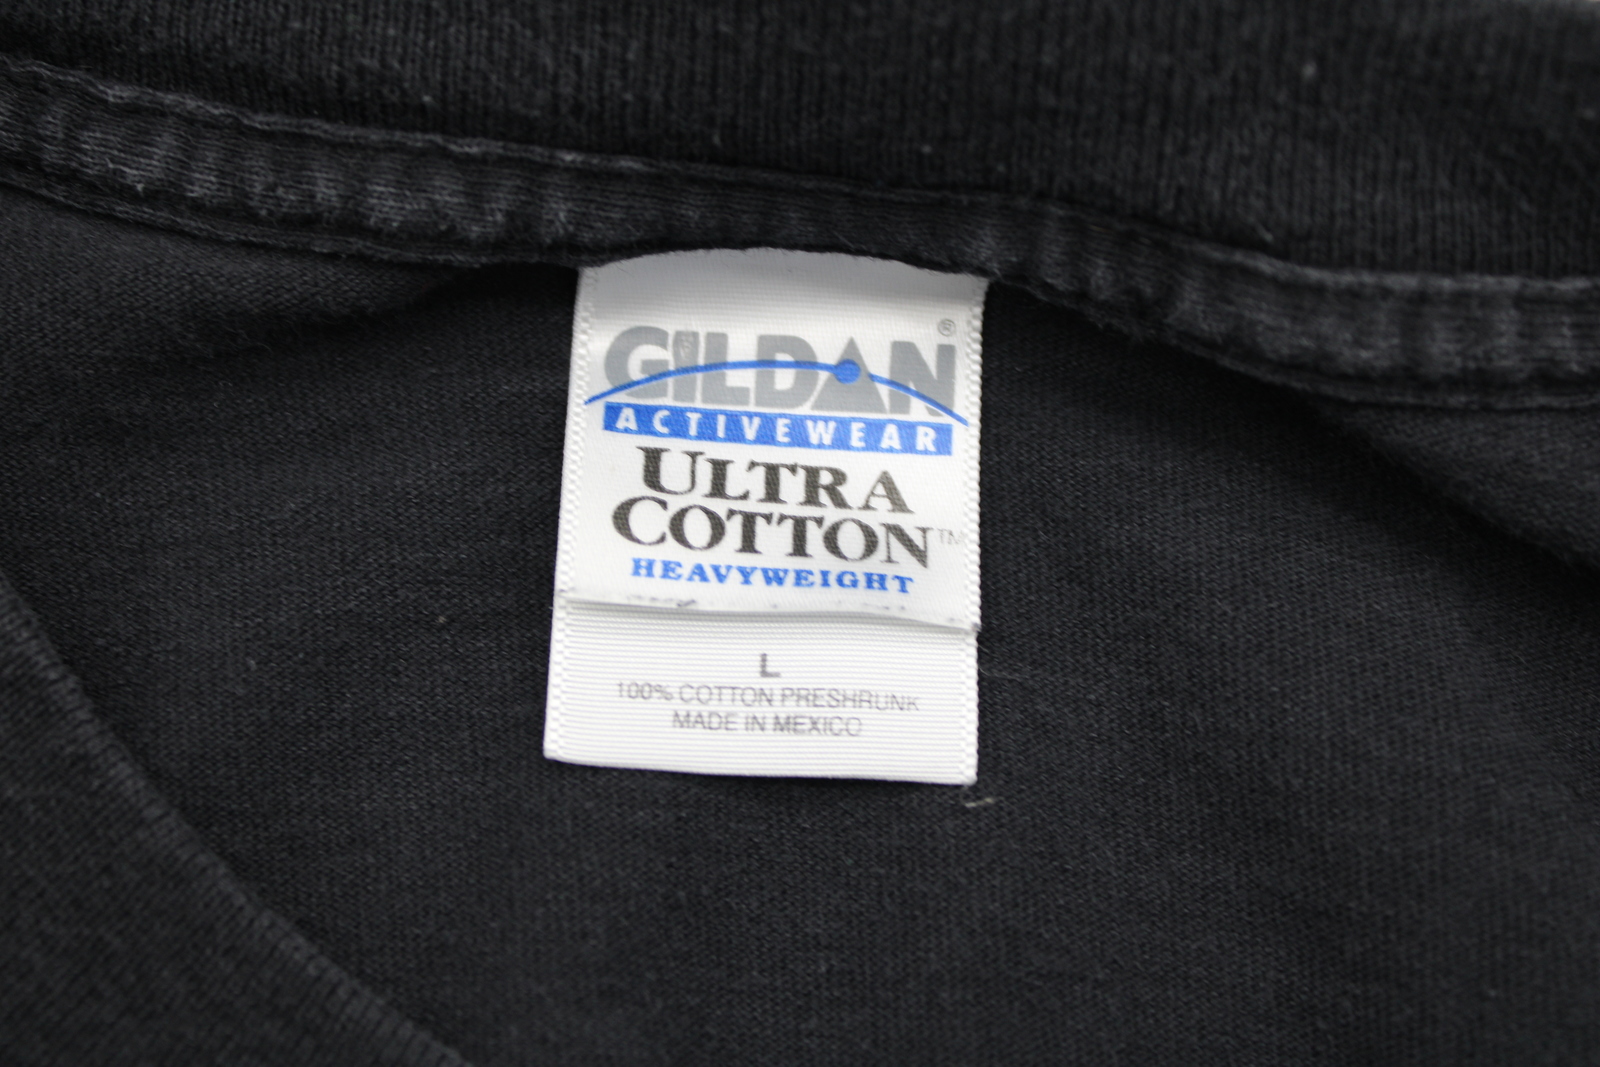 GILDAN®
ACTIVEWEAR
ULTRA
COTTON™
HEAVYWEIGHT
L
100% COTTON PRESHRUNK
MADE IN MEXICO